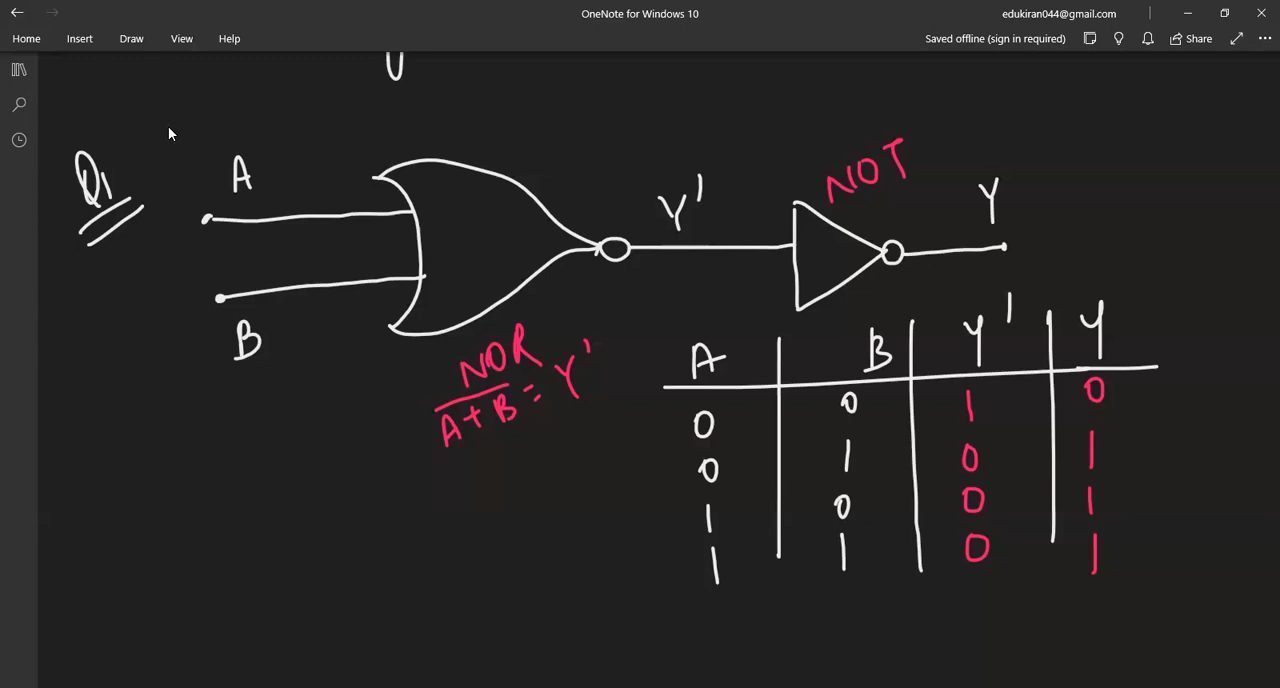 OneNote for Windows 10
edukiran044@gmail.com
Home Insert Draw View Help
Saved offline (sign in required) Share
Q1
A
B
Y'
NOT
Y
NOR
A+B = Y'
A B Y' Y
0 0 1 0
0 1 0 1
1 0 0 1
1 1 0 1